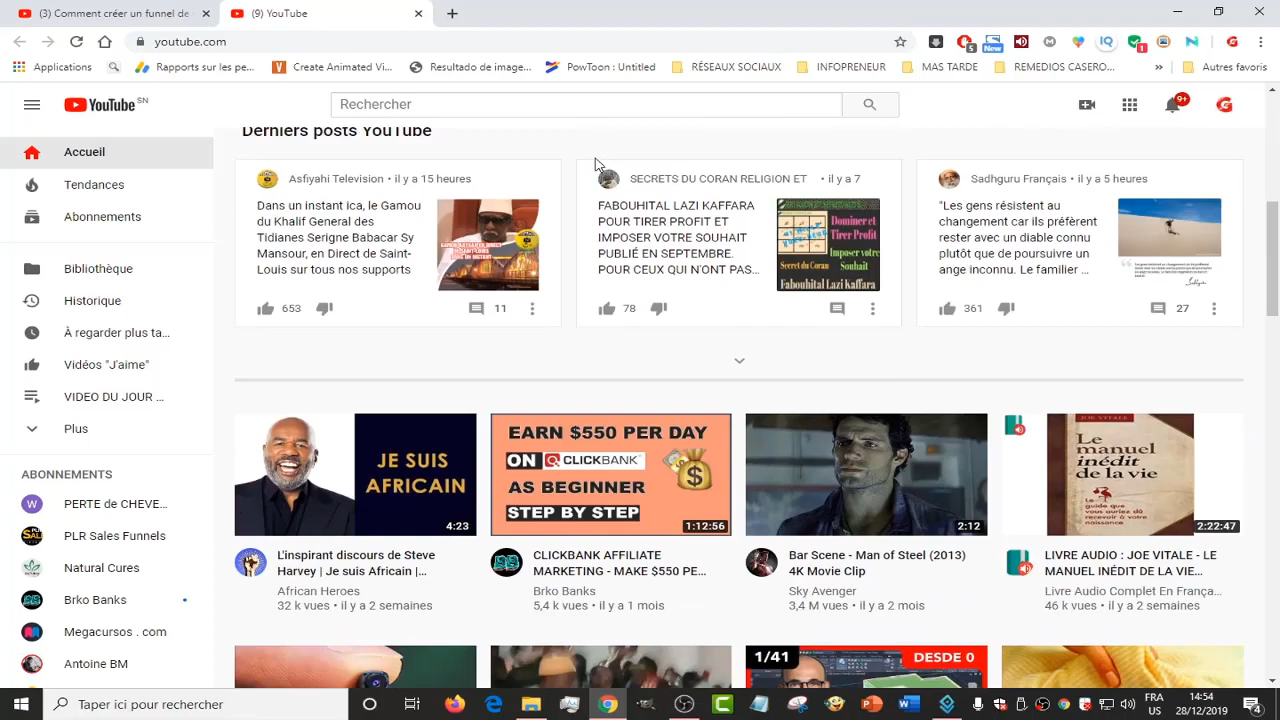 (3) Comment créer un funnel de
(9) YouTube
youtube.com
5
New
1
Applications
Rapports sur les pe...
Create Animated Vi...
Resultado de image...
PowToon : Untitled
RÉSEAUX SOCIAUX
INFOPRENEUR
MAS TARDE
REMEDIOS CASERO...
Autres favoris
YouTube SN
Rechercher
9+
Accueil
Tendances
Abonnements
Bibliothèque
Historique
À regarder plus ta...
Vidéos "J'aime"
VIDEO DU JOUR ...
Plus
ABONNEMENTS
PERTE de CHEVE...
PLR Sales Funnels
Natural Cures
Brko Banks
Megacursos . com
Antoine BM
Derniers posts YouTube
Asfiyahi Television • il y a 15 heures
Dans un instant ica, le Gamou
du Khalif General des
Tidianes Serigne Babacar Sy
Mansour, en Direct de Saint-
Louis sur tous nos supports
653
11
SECRETS DU CORAN RELIGION ET • il y a 7
FABOUHITAL LAZI KAFFARA
POUR TIRER PROFIT ET
IMPOSER VOTRE SOUHAIT
PUBLIÉ EN SEPTEMBRE.
POUR CEUX QUI N'ONT PAS...
Dominer et
Tirer Profit
Imposer votre
Souhait
Secret du Coran
Fabouhital Lazi Kaffara
78
Sadhguru Français • il y a 5 heures
"Les gens résistent au
changement car ils préfèrent
rester avec un diable connu
plutôt que de poursuivre un
ange inconnu. Le familier ...
361
27
JE SUIS
AFRICAIN
4:23
L'inspirant discours de Steve
Harvey | Je suis Africain |...
African Heroes
32 k vues • il y a 2 semaines
EARN $550 PER DAY
ON CLICKBANK
AS BEGINNER
STEP BY STEP
1:12:56
CLICKBANK AFFILIATE
MARKETING - MAKE $550 PE...
Brko Banks
5,4 k vues • il y a 1 mois
2:12
Bar Scene - Man of Steel (2013)
4K Movie Clip
Sky Avenger
3,4 M vues • il y a 2 mois
JOE VITALE
Le
manuel
inédit
de la vie
2:22:47
LIVRE AUDIO : JOE VITALE - LE
MANUEL INÉDIT DE LA VIE...
Livre Audio Complet En França...
46 k vues • il y a 2 semaines
1/41
DESDE 0
Taper ici pour rechercher
FRA
US
14:54
28/12/2019
4